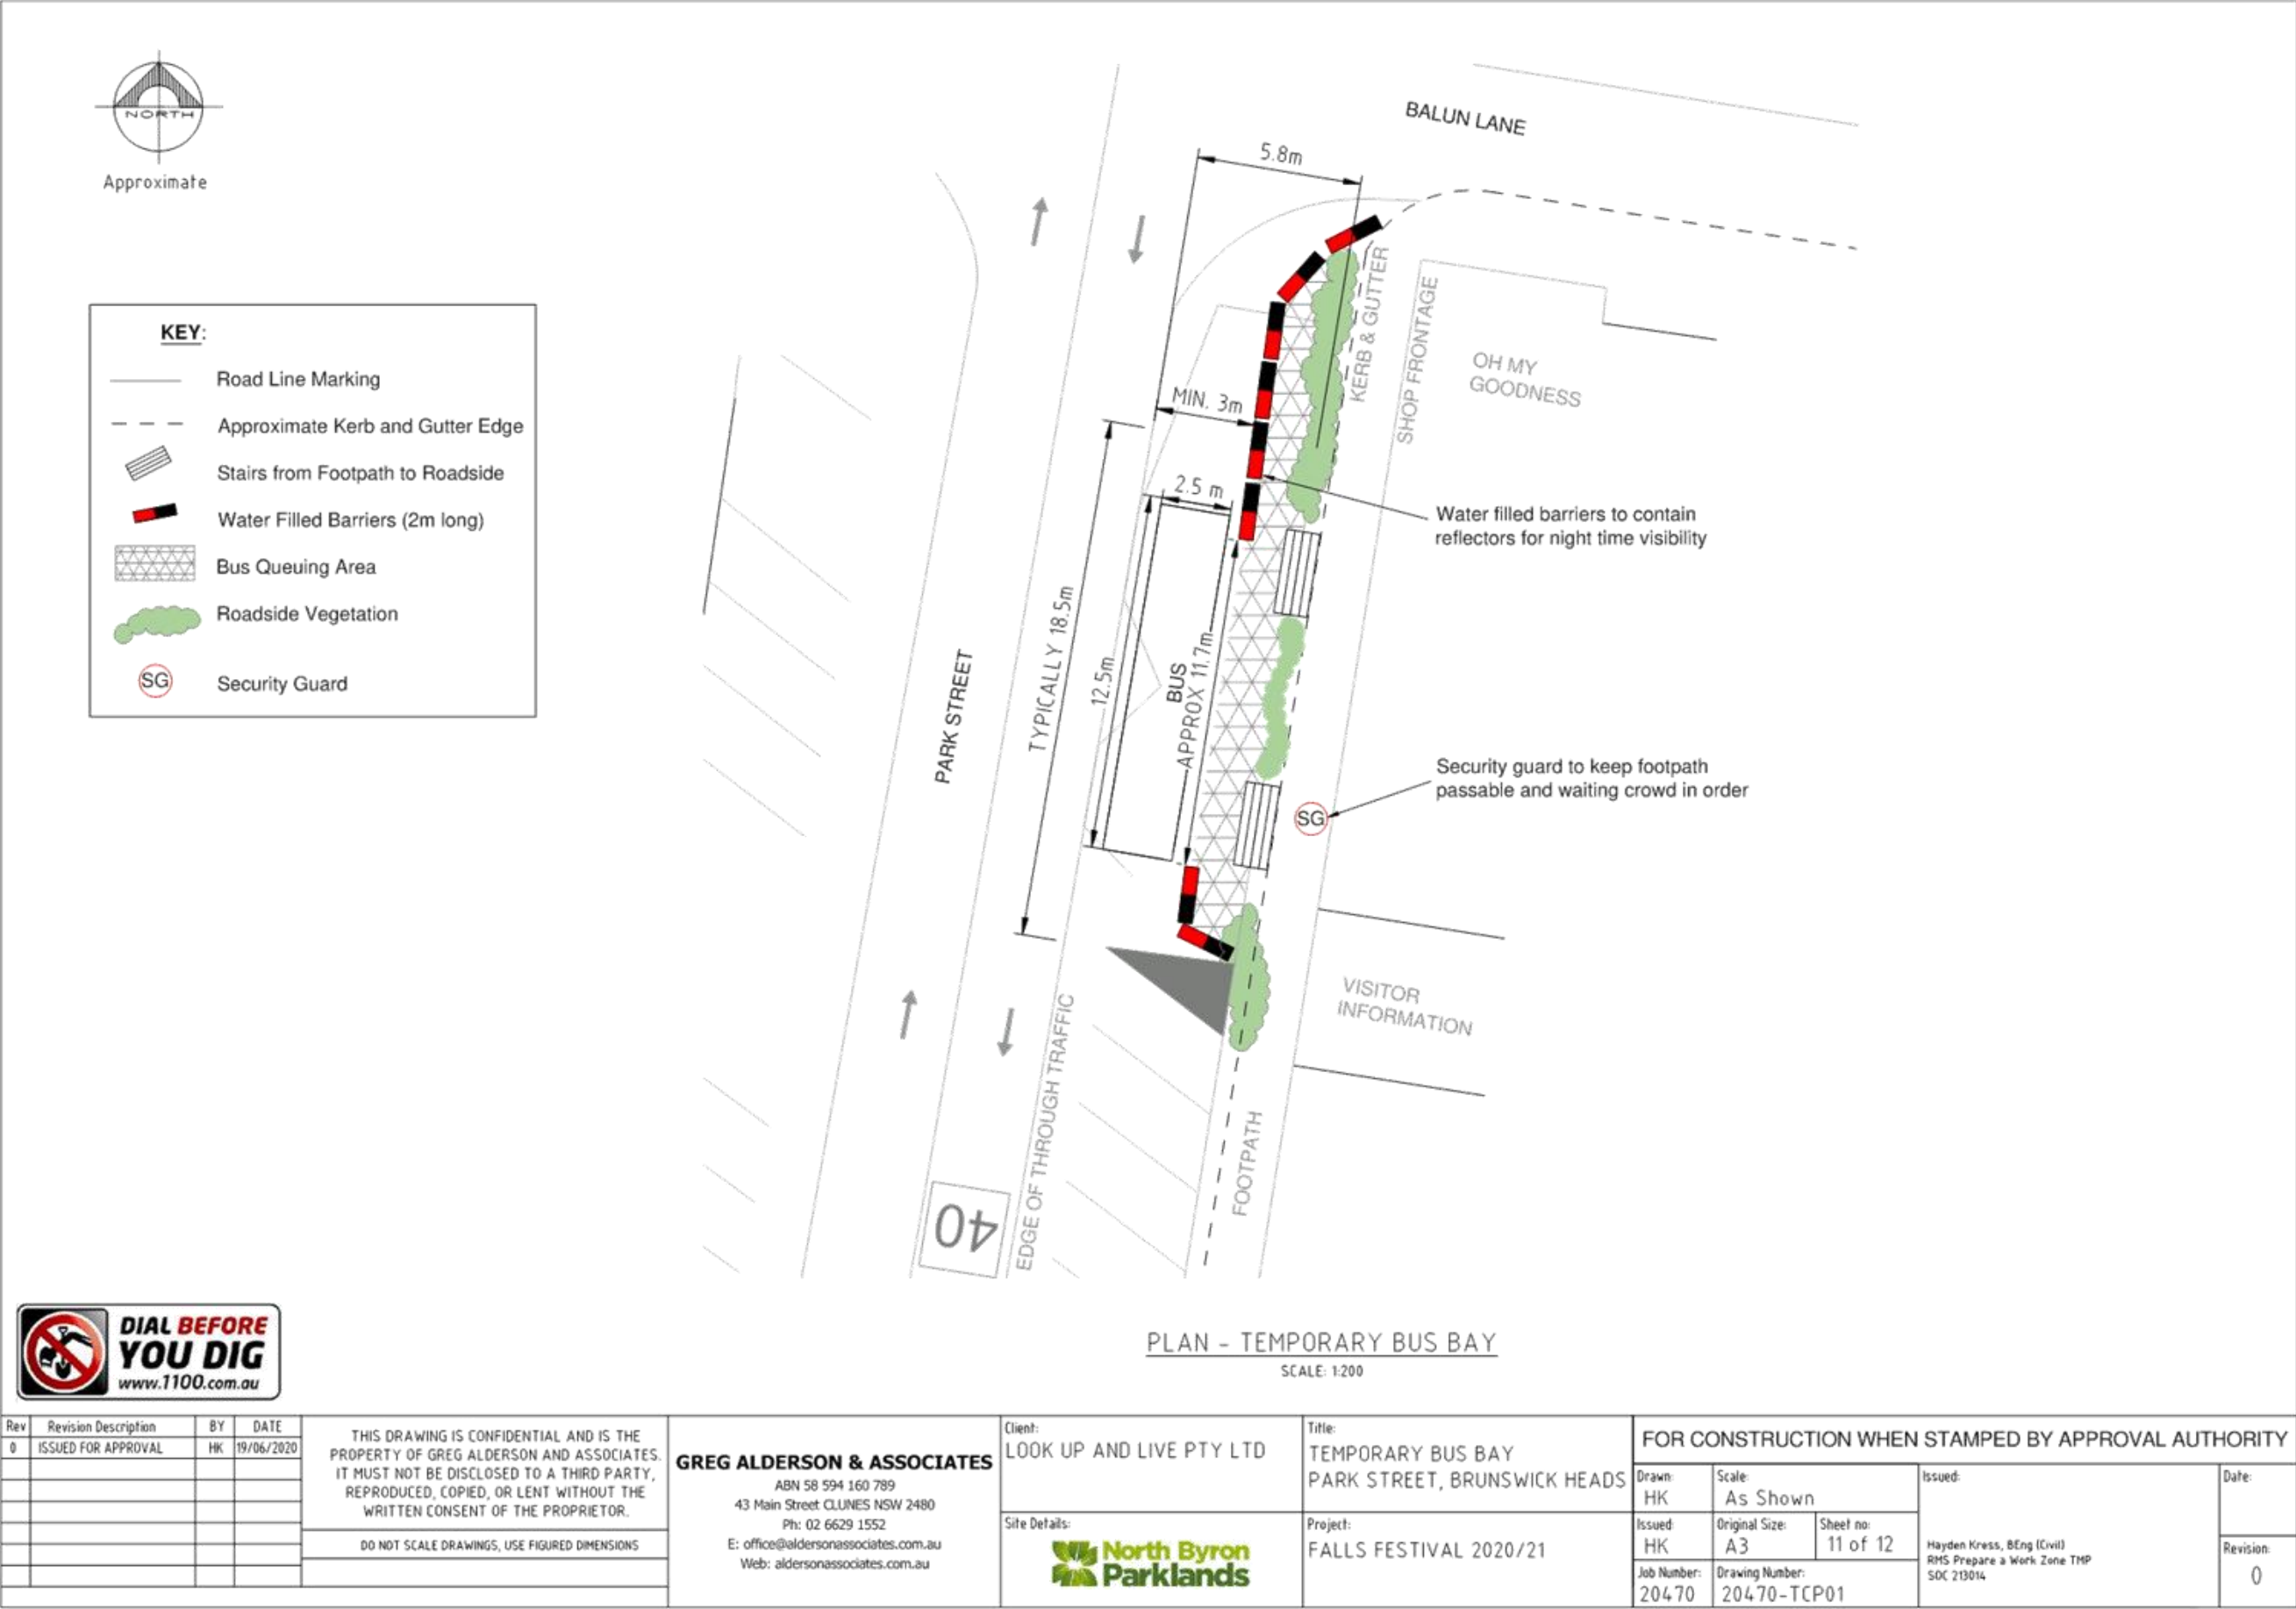 NORTH
Approximate
KEY:
Road Line Marking
Approximate Kerb and Gutter Edge
Stairs from Footpath to Roadside
Water Filled Barriers (2m long)
Bus Queuing Area
Roadside Vegetation
SG
Security Guard
BALUN LANE
5.8m
KERB & GUTTER
SHOP FRONTAGE
OH MY
GOODNESS
MIN. 3m
2.5 m
Water filled barriers to contain
reflectors for night time visibility
PARK STREET
TYPICALLY 18.5m
12.5m
BUS
APPROX 11.7m
Security guard to keep footpath
passable and waiting crowd in order
SG
VISITOR
INFORMATION
EDGE OF THROUGH TRAFFIC
FOOTPATH
40
DIAL BEFORE
YOU DIG
www.1100.com.au
PLAN - TEMPORARY BUS BAY
SCALE: 1:200
Rev Revision Description BY DATE
0 ISSUED FOR APPROVAL HK 19/06/2020
THIS DRAWING IS CONFIDENTIAL AND IS THE
PROPERTY OF GREG ALDERSON AND ASSOCIATES.
IT MUST NOT BE DISCLOSED TO A THIRD PARTY,
REPRODUCED, COPIED, OR LENT WITHOUT THE
WRITTEN CONSENT OF THE PROPRIETOR.
DO NOT SCALE DRAWINGS, USE FIGURED DIMENSIONS
GREG ALDERSON & ASSOCIATES
ABN 58 594 160 789
43 Main Street CLUNES NSW 2480
Ph: 02 6629 1552
E: office@aldersonassociates.com.au
Web: aldersonassociates.com.au
Client:
LOOK UP AND LIVE PTY LTD
Site Details:
North Byron
Parklands
Title:
TEMPORARY BUS BAY
PARK STREET, BRUNSWICK HEADS
Project:
FALLS FESTIVAL 2020/21
FOR CONSTRUCTION WHEN STAMPED BY APPROVAL AUTHORITY
Drawn: Scale: Issued: Date:
HK As Shown
Issued: Original Size: Sheet no:
HK A3 11 of 12
Job Number: Drawing Number:
20470 20470-TCP01
Hayden Kress, BEng (Civil)
RMS Prepare a Work Zone TMP
SOC 213014
Revision:
0